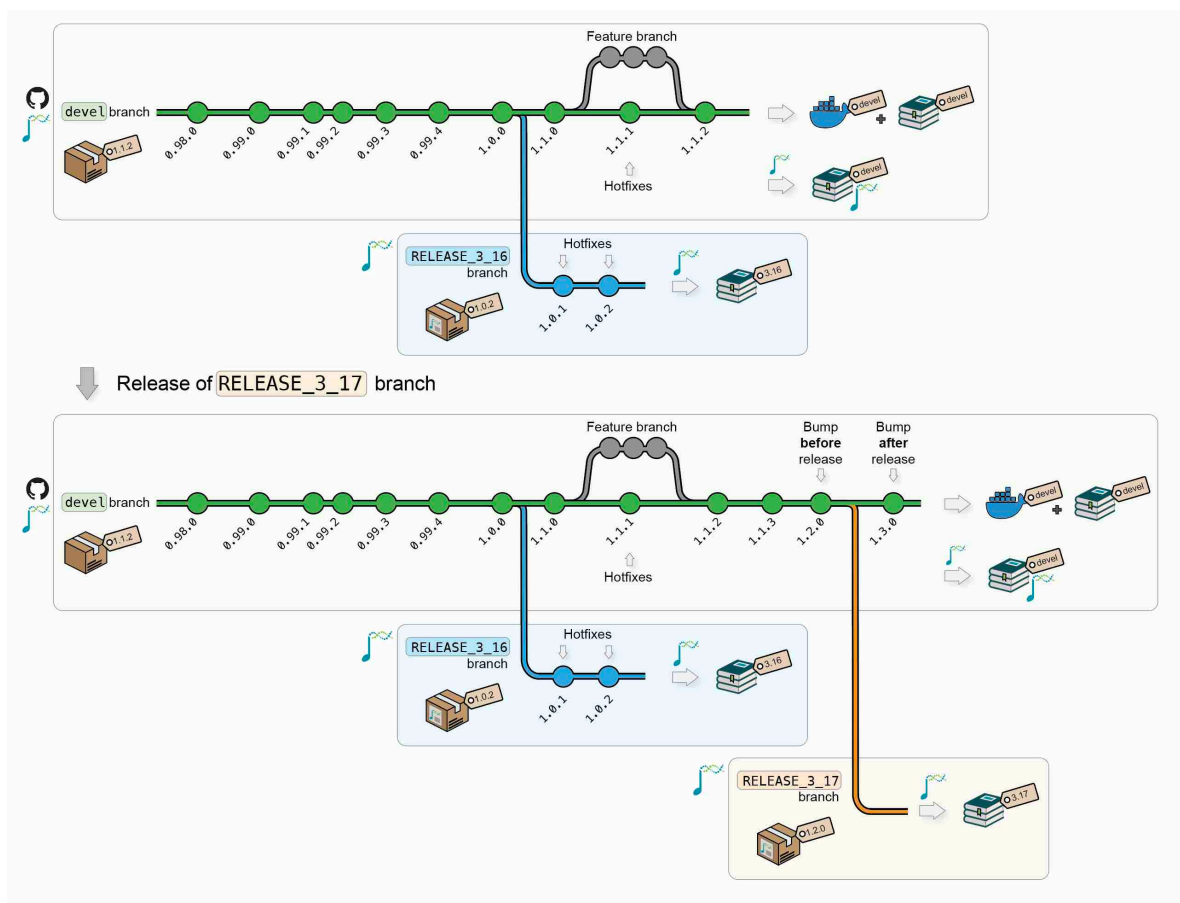 Feature branch
devel branch
devel
devel
1.1.2
0.98.0
0.99.0
0.99.1
0.99.2
0.99.3
0.99.4
1.0.0
1.1.0
1.1.1
1.1.2
Hotfixes
devel
RELEASE_3_16
branch
Hotfixes
1.0.2
1.0.1
1.0.2
3.16
Release of RELEASE_3_17 branch
Feature branch
Bump
before
release
Bump
after
release
devel branch
devel
devel
1.1.2
0.98.0
0.99.0
0.99.1
0.99.2
0.99.3
0.99.4
1.0.0
1.1.0
1.1.1
1.1.2
1.1.3
1.2.0
1.3.0
Hotfixes
devel
RELEASE_3_16
branch
Hotfixes
1.0.2
1.0.1
1.0.2
3.16
RELEASE_3_17
branch
1.2.0
3.17